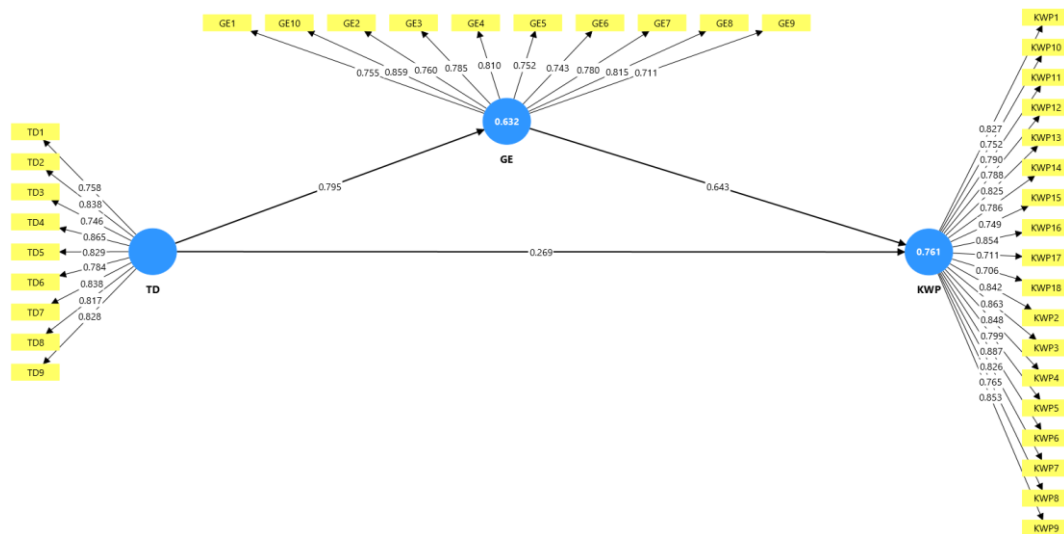 GE1 GE10 GE2 GE3 GE4 GE5 GE6 GE7 GE8 GE9
0.755 0.859 0.760 0.785 0.810 0.752 0.743 0.780 0.815 0.711
0.632
GE
TD1
TD2
TD3
TD4
TD5
TD6
TD7
TD8
TD9
0.758
0.838
0.746
0.865
0.829
0.784
0.838
0.817
0.828
TD
0.795
0.643
0.269
0.761
KWP
0.827
0.752
0.790
0.788
0.825
0.786
0.749
0.854
0.711
0.706
0.842
0.863
0.848
0.799
0.887
0.826
0.765
0.853
KWP1
KWP10
KWP11
KWP12
KWP13
KWP14
KWP15
KWP16
KWP17
KWP18
KWP2
KWP3
KWP4
KWP5
KWP6
KWP7
KWP8
KWP9